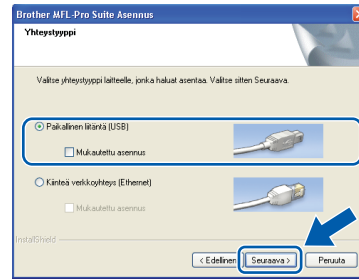 Brother MFL-Pro Suite Asennus
Yhteystyyppi
Valitse yhteystyyppi laitteelle, jonka haluat asentaa. Valitse sitten Seuraava.
Paikallinen liitäntä (USB)
Mukautettu asennus
Kiinteä verkkoyhteys (Ethernet)
Mukautettu asennus
InstallShield
< Edellinen Seuraava > Peruuta